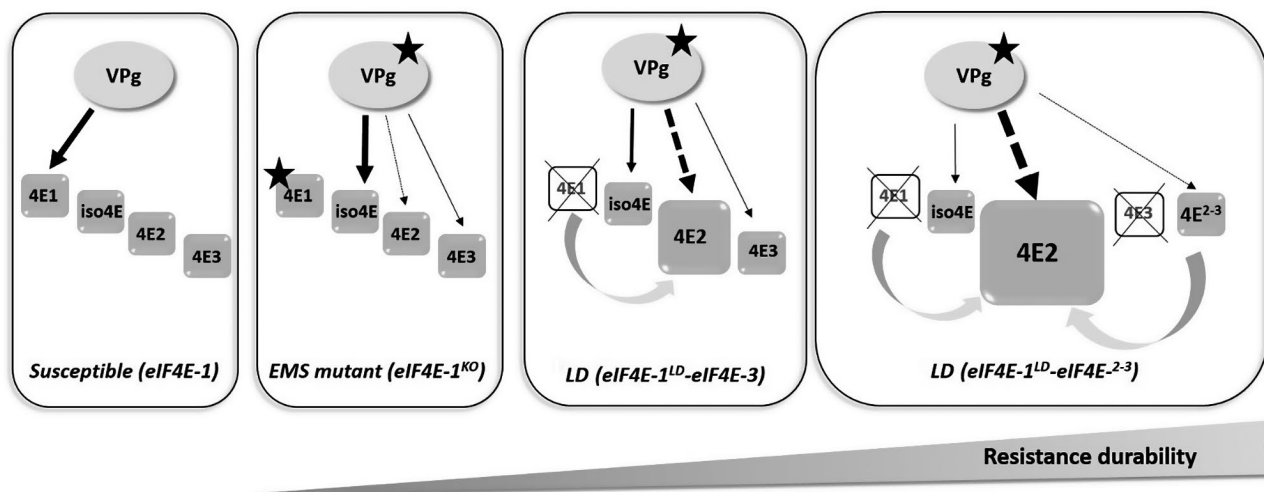 VPg
4E1
iso4E
4E2
4E3
Susceptible (eIF4E-1)
VPg
4E1
iso4E
4E2
4E3
EMS mutant (eIF4E-1ᴷᴼ)
VPg
4E1
iso4E
4E2
4E3
LD (eIF4E-1ᴸᴰ-eIF4E-3)
VPg
4E1
iso4E
4E2
4E3
4E²⁻³
LD (eIF4E-1ᴸᴰ-eIF4E-²⁻³)
Resistance durability